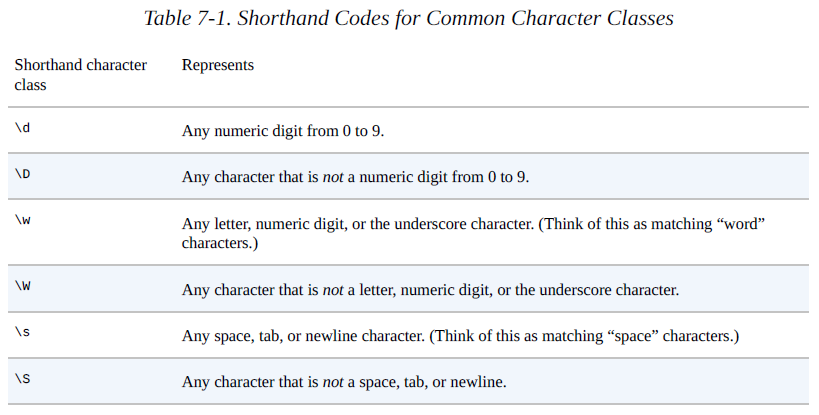 Table 7-1. Shorthand Codes for Common Character Classes
Shorthand character class
Represents
\d
Any numeric digit from 0 to 9.
\D
Any character that is not a numeric digit from 0 to 9.
\w
Any letter, numeric digit, or the underscore character. (Think of this as matching “word”
characters.)
\W
Any character that is not a letter, numeric digit, or the underscore character.
\s
Any space, tab, or newline character. (Think of this as matching “space” characters.)
\S
Any character that is not a space, tab, or newline.